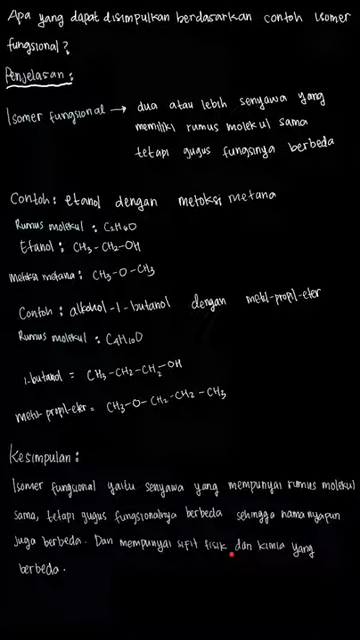 Apa yang dapat disimpulkan berdasarkan contoh isomer
fungsional?
Penjelasan:
Isomer fungsional → dua atau lebih senyawa yang
memiliki rumus molekul sama
tetapi gugus fungsinya berbeda
Contoh: etanol dengan metoksi metana
Rumus molekul : C2H6O
Etanol : CH3-CH2-OH
Metoksi metana: CH3-O-CH3
Contoh: alkohol-1-butanol dengan metil-propil-eter
Rumus molekul : C4H10O
1-butanol = CH3-CH2-CH2-OH
metil-propil-eter = CH3-O-CH2-CH2-CH3
Kesimpulan:
Isomer fungsional yaitu senyawa yang mempunyai rumus molekul
sama, tetapi gugus fungsionalnya berbeda sehingga namanyapun
juga berbeda. Dan mempunyai sifit fisik dan kimia yang
berbeda.